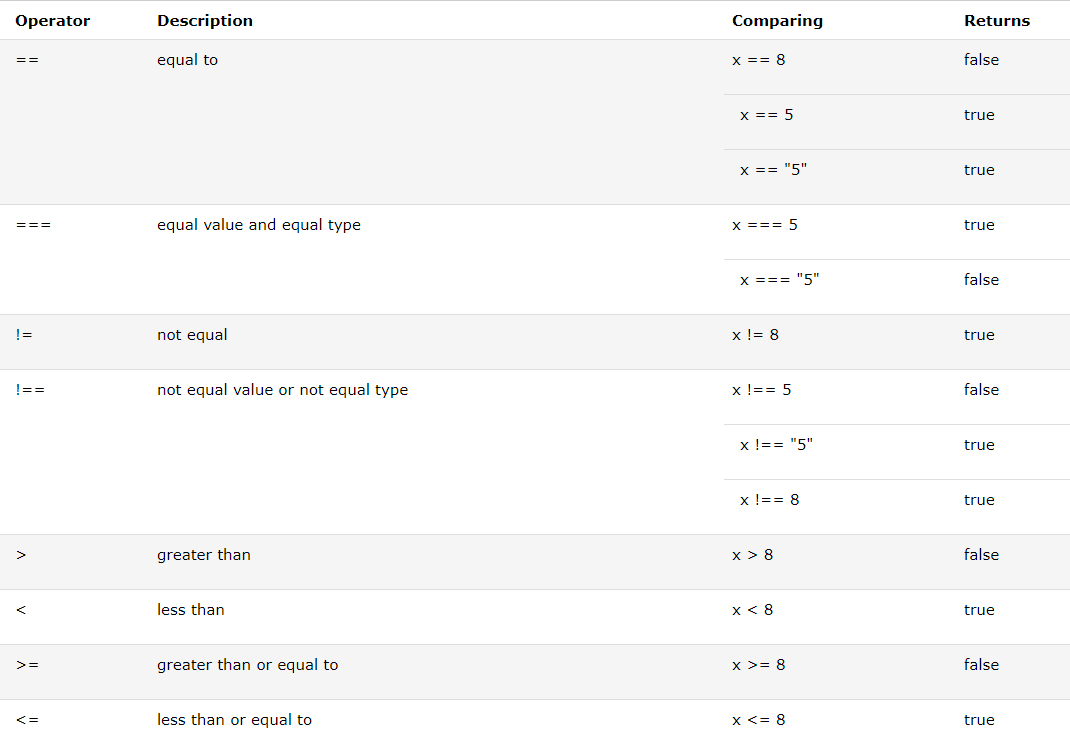 Operator Description Comparing Returns
== equal to x == 8 false
x == 5 true
x == "5" true
=== equal value and equal type x === 5 true
x === "5" false
!= not equal x != 8 true
!== not equal value or not equal type x !== 5 false
x !== "5" true
x !== 8 true
> greater than x > 8 false
< less than x < 8 true
>= greater than or equal to x >= 8 false
<= less than or equal to x <= 8 true